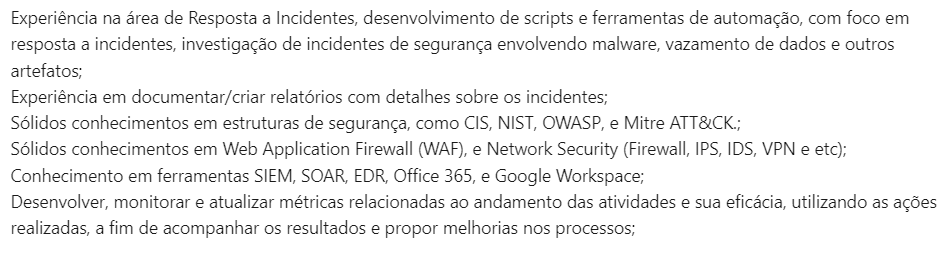 Experiência na área de Resposta a Incidentes, desenvolvimento de scripts e ferramentas de automação, com foco em
resposta a incidentes, investigação de incidentes de segurança envolvendo malware, vazamento de dados e outros
artefatos;
Experiência em documentar/criar relatórios com detalhes sobre os incidentes;
Sólidos conhecimentos em estruturas de segurança, como CIS, NIST, OWASP, e Mitre ATT&CK.;
Sólidos conhecimentos em Web Application Firewall (WAF), e Network Security (Firewall, IPS, IDS, VPN e etc);
Conhecimento em ferramentas SIEM, SOAR, EDR, Office 365, e Google Workspace;
Desenvolver, monitorar e atualizar métricas relacionadas ao andamento das atividades e sua eficácia, utilizando as ações
realizadas, a fim de acompanhar os resultados e propor melhorias nos processos;